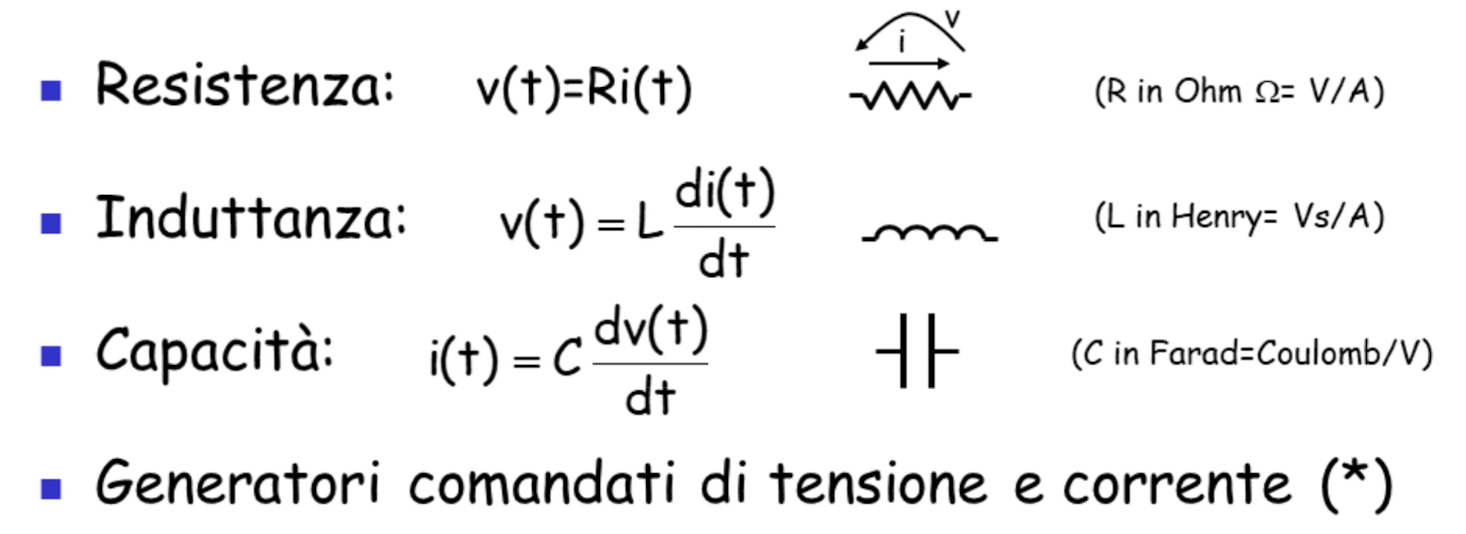 v
i
▪ Resistenza: v(t)=Ri(t) (R in Ohm Ω= V/A)
▪ Induttanza: v(t) = L di(t)/dt (L in Henry= Vs/A)
▪ Capacità: i(t) = C dv(t)/dt (C in Farad=Coulomb/V)
▪ Generatori comandati di tensione e corrente (*)